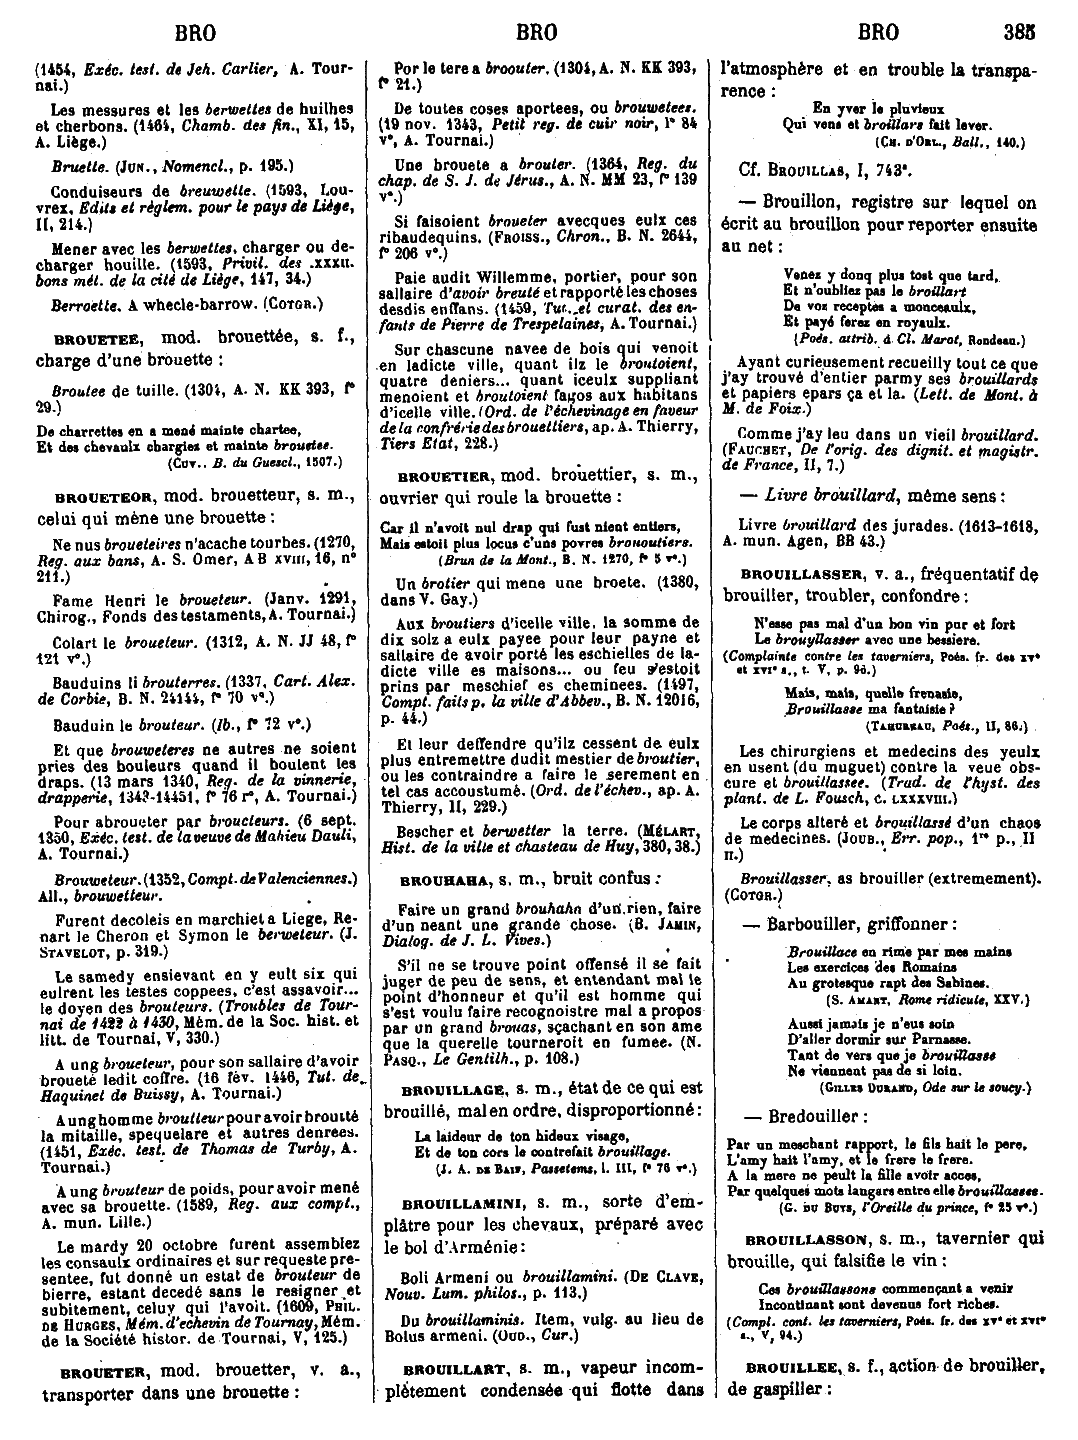 BRO
BRO
BRO 385
(1454, Exéc. test. de Jeh. Carlier, A. Tour-
nai.)
Les messures et les berwettes de huilhes
et cherbons. (1464, Chamb. des fin., XI, 15,
A. Liège.)
Bruette. (JUN., Nomencl., p. 195.)
Conduiseurs de breuwette. (1593, Lou-
vrex, Edits et règlem. pour le pays de Liége,
II, 214.)
Mener avec les berwettes, charger ou de-
charger houille. (1593, Privil. des .XXXII.
bons mét. de la cité de Liège, 147, 34.)
Berroette. A whecle-barrow. (COTGR.)
BROUETEE, mod. brouettée, s. f.,
charge d'une brouette :
Broutee de tuille. (1304, A. N. KK 393, f°
29.)
De charrettes en a mené mainte chartee,
Et des chevaulx chargies et mainte brouetee.
(CUV., B. du Guescl., 1507.)
BROUETEOR, mod. brouetteur, s. m.,
celui qui mène une brouette :
Ne nus broueteires n'acache tourbes. (1270,
Reg. aux bans, A. S. Omer, AB XVIII, 16, n°
211.)
Fame Henri le broueteur. (Janv. 1291,
Chirog., Fonds des testaments, A. Tournai.)
Colart le broueteur. (1312, A. N. JJ 48, f°
121 v°.)
Bauduins li brouterres. (1337, Cart. Alex.
de Corbie, B. N. 24144, f° 70 v°.)
Bauduin le brouteur. (Ib., f° 72 v°.)
Et que brouweteres ne autres ne soient
pries des bouleurs quand il boulent les
draps. (13 mars 1340, Reg. de la vinnerie,
drapperie, 1343-14451, f° 76 r°, A. Tournai.)
Pour abroueter par broucteurs. (6 sept.
1350, Exéc. test. de la veuve de Mahieu Dauli,
A. Tournai.)
Brouweteur. (1352, Compt. de Valenciennes.)
All., brouwetteur.
Furent decoleis en marchiet a Liege, Re-
nart le Cheron et Symon le berweteur. (J.
STAVELOT, p. 319.)
Le samedy ensievant en y eult six qui
eulrent les testes coppees, c'est assavoir...
le doyen des brouteurs. (Troubles de Tour-
nai de 1422 à 1430, Mém. de la Soc. hist. et
litt. de Tournai, V, 330.)
A ung broueteur, pour son sallaire d'avoir
broueté ledit coffre. (16 fév. 1446, Tut. de
Haquinet de Buissy, A. Tournai.)
A ung homme broutteur pour avoir broutté
la mitaille, spequelare et autres denrees.
(1451, Exéc. test. de Thomas de Turby, A.
Tournai.)
A ung brouteur de poids, pour avoir mené
avec sa brouette. (1589, Reg. aux compt.,
A. mun. Lille.)
Le mardy 20 octobre furent assemblez
les consaulx ordinaires et sur requeste pre-
sentee, fut donné un estat de brouteur de
bierre, estant decedé sans le resigner et
subitement, celuy qui l'avoit. (1609, PHIL.
DE HURGES, Mém. d'echevin de Tournay, Mém.
de la Société histor. de Tournai, V, 125.)
BROUETER, mod. brouetter, v. a.,
transporter dans une brouette :
Por le tere a broouter. (1304, A. N. KK 393,
f° 21.)
De toutes coses aportees, ou brouwetees.
(19 nov. 1343, Petit reg. de cuir noir, f° 84
v°, A. Tournai.)
Une brouete a brouter. (1364, Reg. du
chap. de S. J. de Jérus., A. N. MM 23, f° 139
v°.)
Si faisoient broueter avecques eulx ces
ribaudequins. (FROISS., Chron., B. N. 2644,
f° 206 v°.)
Paie audit Willemme, portier, pour son
sallaire d'avoir breuté et rapporté les choses
desdis enffans. (1459, Tut. et curat. des en-
fants de Pierre de Trespelaines, A. Tournai.)
Sur chascune navee de bois qui venoit
en ladicte ville, quant ilz le broutoient,
quatre deniers... quant iceulx suppliant
menoient et broutoient fagos aux habitans
d'icelle ville. (Ord. de l'échevinage en faveur
de la confrérie des brouettiers, ap. A. Thierry,
Tiers Etat, 228.)
BROUETIER, mod. brouettier, s. m.,
ouvrier qui roule la brouette :
Car il n'avoit nul drap qui fust nient entiers,
Mais estoit plus locus c'uns povres brououtiers.
(Brun de la Mont., B. N. 1270, f° 5 v°.)
Un brotier qui mene une broete. (1380,
dans V. Gay.)
Aux broutiers d'icelle ville, la somme de
dix solz a eulx payee pour leur payne et
sallaire de avoir porté les eschielles de la-
dicte ville es maisons... ou feu s'estoit
prins par meschief es cheminees. (1497,
Compt. faits p. la ville d'Abbev., B. N. 12016,
p. 44.)
Et leur deffendre qu'ilz cessent de eulx
plus entremettre dudit mestier de broutier,
ou les contraindre a faire le serement en
tel cas accoustumé. (Ord. de l'échev., ap. A.
Thierry, II, 229.)
Bescher et berwetter la terre. (MÉLART,
Hist. de la ville et chasteau de Huy, 380, 38.)
BROUHAHA, s. m., bruit confus :
Faire un grand brouhahn d'un rien, faire
d'un neant une grande chose. (B. JAMIN,
Dialog. de J. L. Vives.)
S'il ne se trouve point offensé il se fait
juger de peu de sens, et entendant mal le
point d'honneur et qu'il est homme qui
s'est voulu faire recognoistre mal a propos
par un grand brouas, sçachant en son ame
que la querelle tourneroit en fumee. (N.
PASQ., Le Gentilh., p. 108.)
BROUILLAGE, s. m., état de ce qui est
brouillé, mal en ordre, disproportionné :
La laideur de ton hideux visage,
Et de ton cors le contrefait brouillage.
(J. A. DE BAIF, Passetems, l. III, f° 76 v°.)
BROUILLAMINI, s. m., sorte d'em-
plâtre pour les chevaux, préparé avec
le bol d'Arménie :
Boli Armeni ou brouillamini. (DE CLAVE,
Nouv. Lum. philos., p. 113.)
Du brouillaminis. Item, vulg. au lieu de
Bolus armeni. (OUD., Cur.)
BROUILLART, s. m., vapeur incom-
plètement condensée qui flotte dans
l'atmosphère et en trouble la transpa-
rence :
En yver le pluvieux
Qui vens et broillars fait lever.
(CH. D'ORL., Ball., 140.)
Cf. BROUILLAS, I, 743ª.
— Brouillon, registre sur lequel on
écrit au brouillon pour reporter ensuite
au net :
Venez y donq plus tost que tard,
Et n'oubliez pas le broillart
De voz receptes a monceaulx,
Et payé ferez en royaulx.
(Poés. attrib. à Cl. Marot, Rondeau.)
Ayant curieusement recueilly tout ce que
j'ay trouvé d'entier parmy ses brouillards
et papiers epars ça et la. (Lett. de Mont. à
M. de Foix.)
Comme j'ay leu dans un vieil brouillard.
(FAUCHET, De l'orig. des dignit. et magistr.
de France, II, 7.)
— Livre brouillard, même sens :
Livre brouillard des jurades. (1613-1618,
A. mun. Agen, BB 43.)
BROUILLASSER, v. a., fréquentatif de
brouiller, troubler, confondre :
N'esse pas mal d'un bon vin pur et fort
Le brouyllasser avec une bessiere.
(Complainte contre les taverniers, Poés. fr. des XV°
et XVI° s., t. V, p. 94.)
Mais, mais, quelle frenasie,
Brouillasse ma fantaisie ?
(TAHUREAU, Poés., II, 86.)
Les chirurgiens et medecins des yeulx
en usent (du muguet) contre la veue obs-
cure et brouillassee. (Trad. de l'hyst. des
plant. de L. Fousch, C. LXXXVIII.)
Le corps alteré et brouillassé d'un chaos
de medecines. (JOUB., Err. pop., 1re p., II
II.)
Brouillasser, as brouiller (extremement).
(COTGR.)
— Barbouiller, griffonner :
Brouillace en rime par mes mains
Les exercices des Romains
Au grotesque rapt des Sabines.
(S. AMANT, Rome ridicule, XXV.)
Aussi jamais je n'eus soin
D'aller dormir sur Parnasse.
Tant de vers que je brouillasse
Ne viennent pas de si loin.
(GILLES DURAND, Ode sur le soucy.)
— Bredouiller :
Par un meschant rapport, le fils hait le pere,
L'amy hait l'amy, et le frere le frere.
A la mere ne peult la fille avoir acces,
Par quelques mots langars entre elle brouillasses.
(G. DU BUYS, l'Oreille du prince, f° 25 v°.)
BROUILLASSON, s. m., tavernier qui
brouille, qui falsifie le vin :
Ces brouillassons commençant a venir
Incontinant sont devenus fort riches.
(Compl. cont. les taverniers, Poés. fr. des XV° et XVI°
s., V, 94.)
BROUILLEE, s. f., action de brouiller,
de gaspiller :